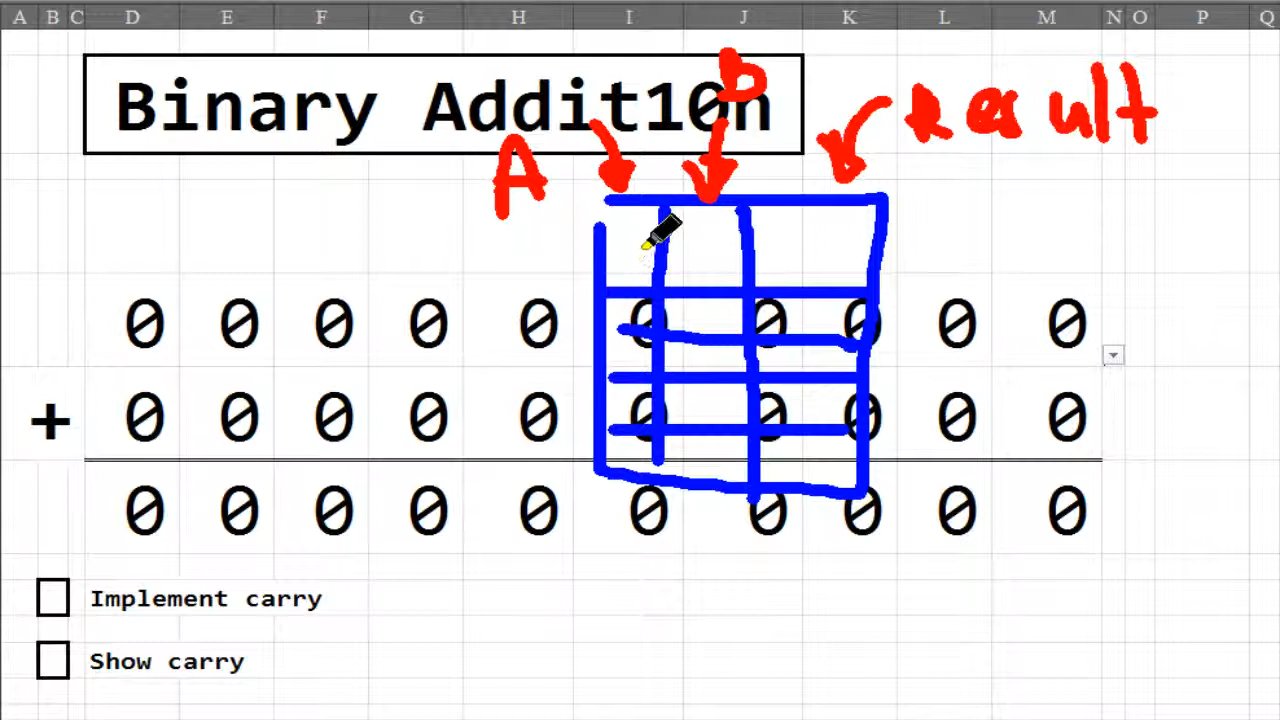 A B C D E F G H I J K L M N O P Q
Binary Addit10n
B
A
Result
0 0 0 0 0 0 0 0 0 0
+ 0 0 0 0 0 0 0 0 0 0
0 0 0 0 0 0 0 0 0 0
Implement carry
Show carry